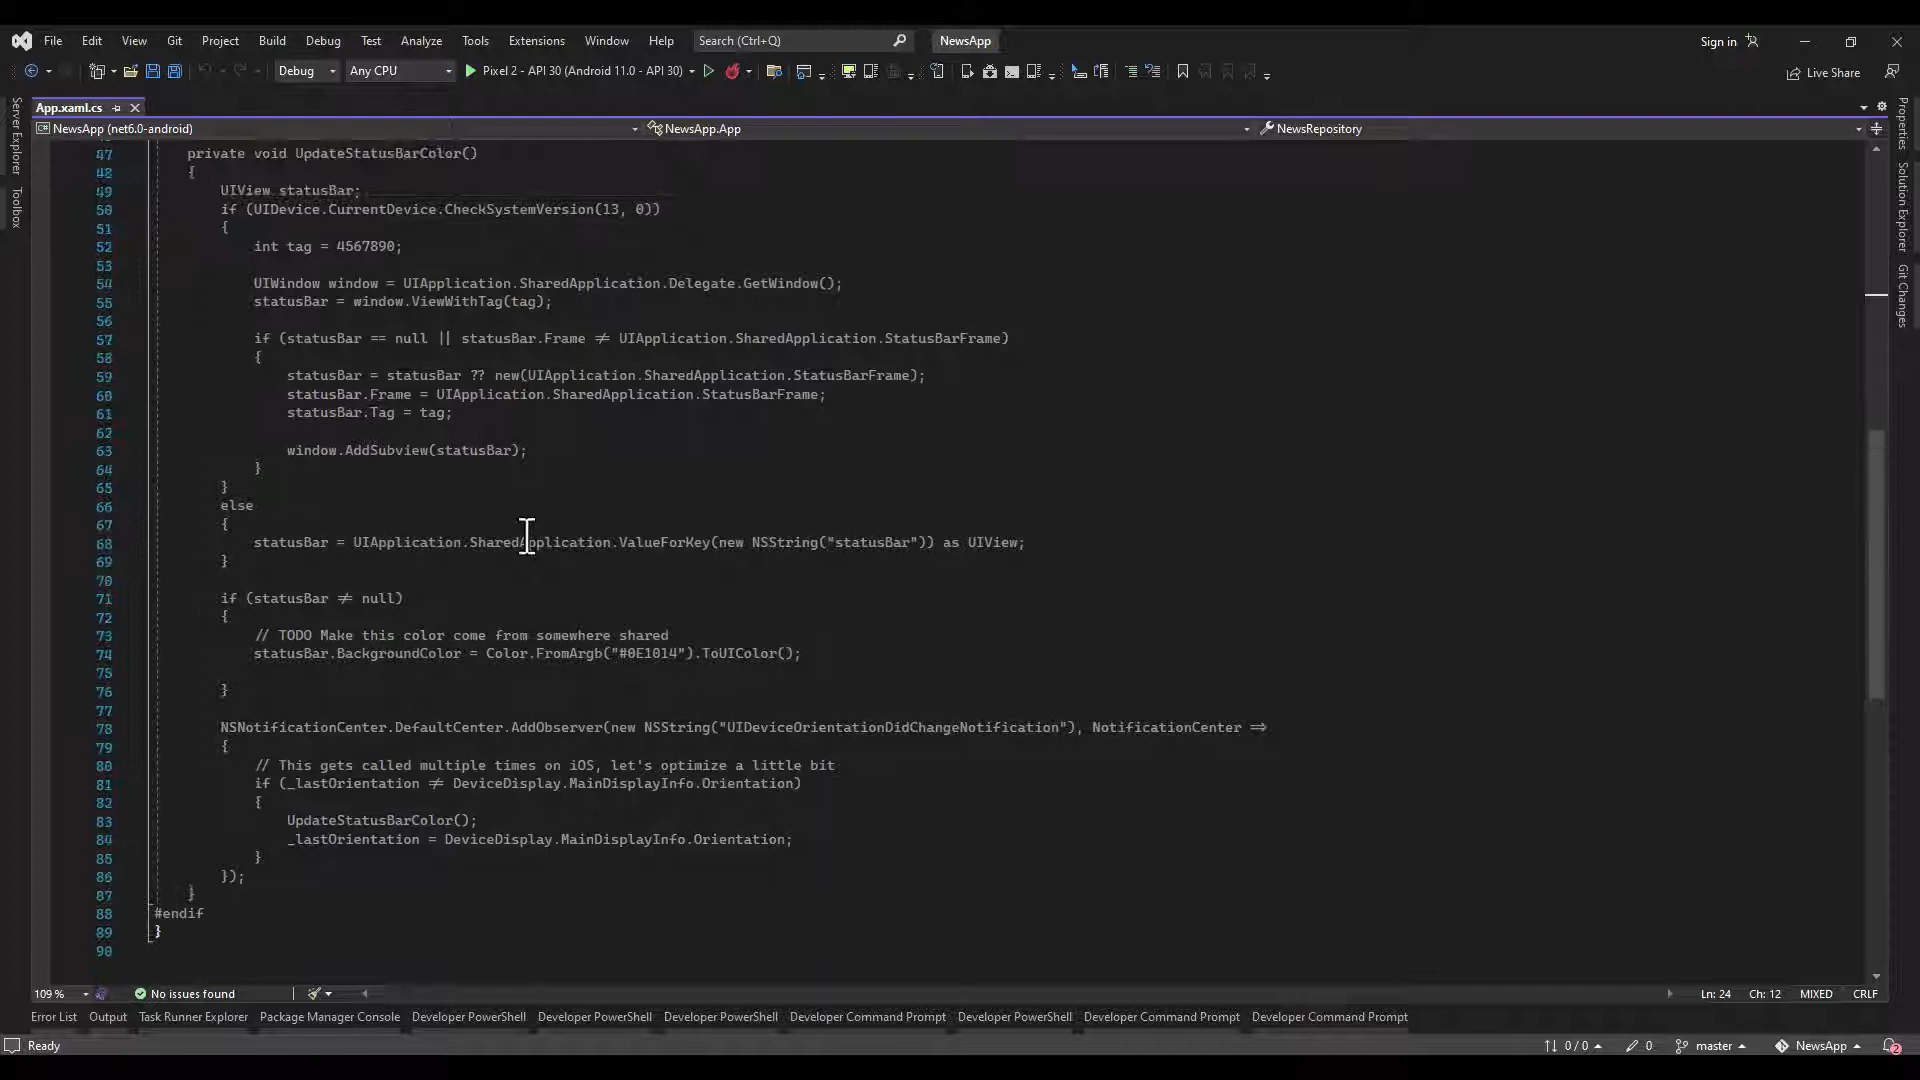 File Edit View Git Project Build Debug Test Analyze Tools Extensions Window Help Search (Ctrl+Q) NewsApp Sign in
Debug Any CPU Pixel 2 - API 30 (Android 11.0 - API 30) Live Share
App.xaml.cs
NewsApp (net6.0-android) NewsApp.App NewsRepository
Server Explorer
Toolbox
47 private void UpdateStatusBarColor()
48 {
49 UIView statusBar;
50 if (UIDevice.CurrentDevice.CheckSystemVersion(13, 0))
51 {
52 int tag = 4567890;
53
54 UIWindow window = UIApplication.SharedApplication.Delegate.GetWindow();
55 statusBar = window.ViewWithTag(tag);
56
57 if (statusBar == null || statusBar.Frame ≠ UIApplication.SharedApplication.StatusBarFrame)
58 {
59 statusBar = statusBar ?? new(UIApplication.SharedApplication.StatusBarFrame);
60 statusBar.Frame = UIApplication.SharedApplication.StatusBarFrame;
61 statusBar.Tag = tag;
62
63 window.AddSubview(statusBar);
64 }
65 }
66 else
67 {
68 statusBar = UIApplication.SharedApplication.ValueForKey(new NSString("statusBar")) as UIView;
69 }
70
71 if (statusBar ≠ null)
72 {
73 // TODO Make this color come from somewhere shared
74 statusBar.BackgroundColor = Color.FromArgb("#0E1014").ToUIColor();
75
76 }
77
78 NSNotificationCenter.DefaultCenter.AddObserver(new NSString("UIDeviceOrientationDidChangeNotification"), NotificationCenter ⇒
79 {
80 // This gets called multiple times on iOS, let's optimize a little bit
81 if (_lastOrientation ≠ DeviceDisplay.MainDisplayInfo.Orientation)
82 {
83 UpdateStatusBarColor();
84 _lastOrientation = DeviceDisplay.MainDisplayInfo.Orientation;
85 }
86 });
87 }
88 #endif
89 }
90
Properties
Solution Explorer
Git Changes
109 % No issues found Ln: 24 Ch: 12 MIXED CRLF
Error List Output Task Runner Explorer Package Manager Console Developer PowerShell Developer PowerShell Developer PowerShell Developer Command Prompt Developer PowerShell Developer Command Prompt Developer Command Prompt
Ready 0 / 0 0 master NewsApp 2